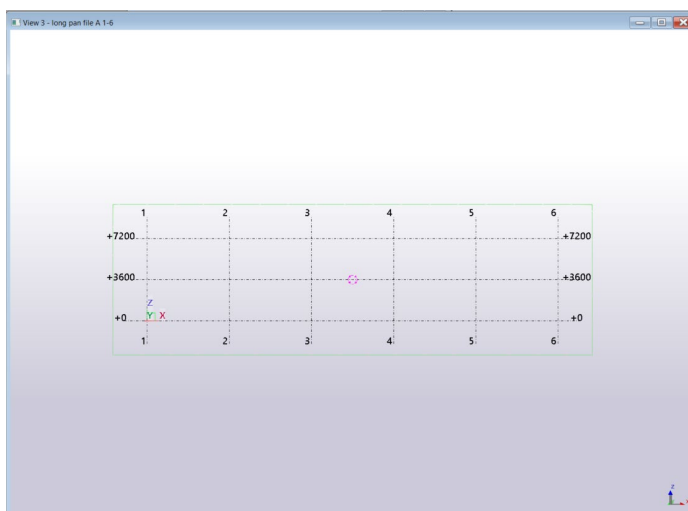 View 3 - long pan file A 1-6
1 2 3 4 5 6
+7200 +7200
+3600 +3600
Z
+0 Y X +0
1 2 3 4 5 6
z